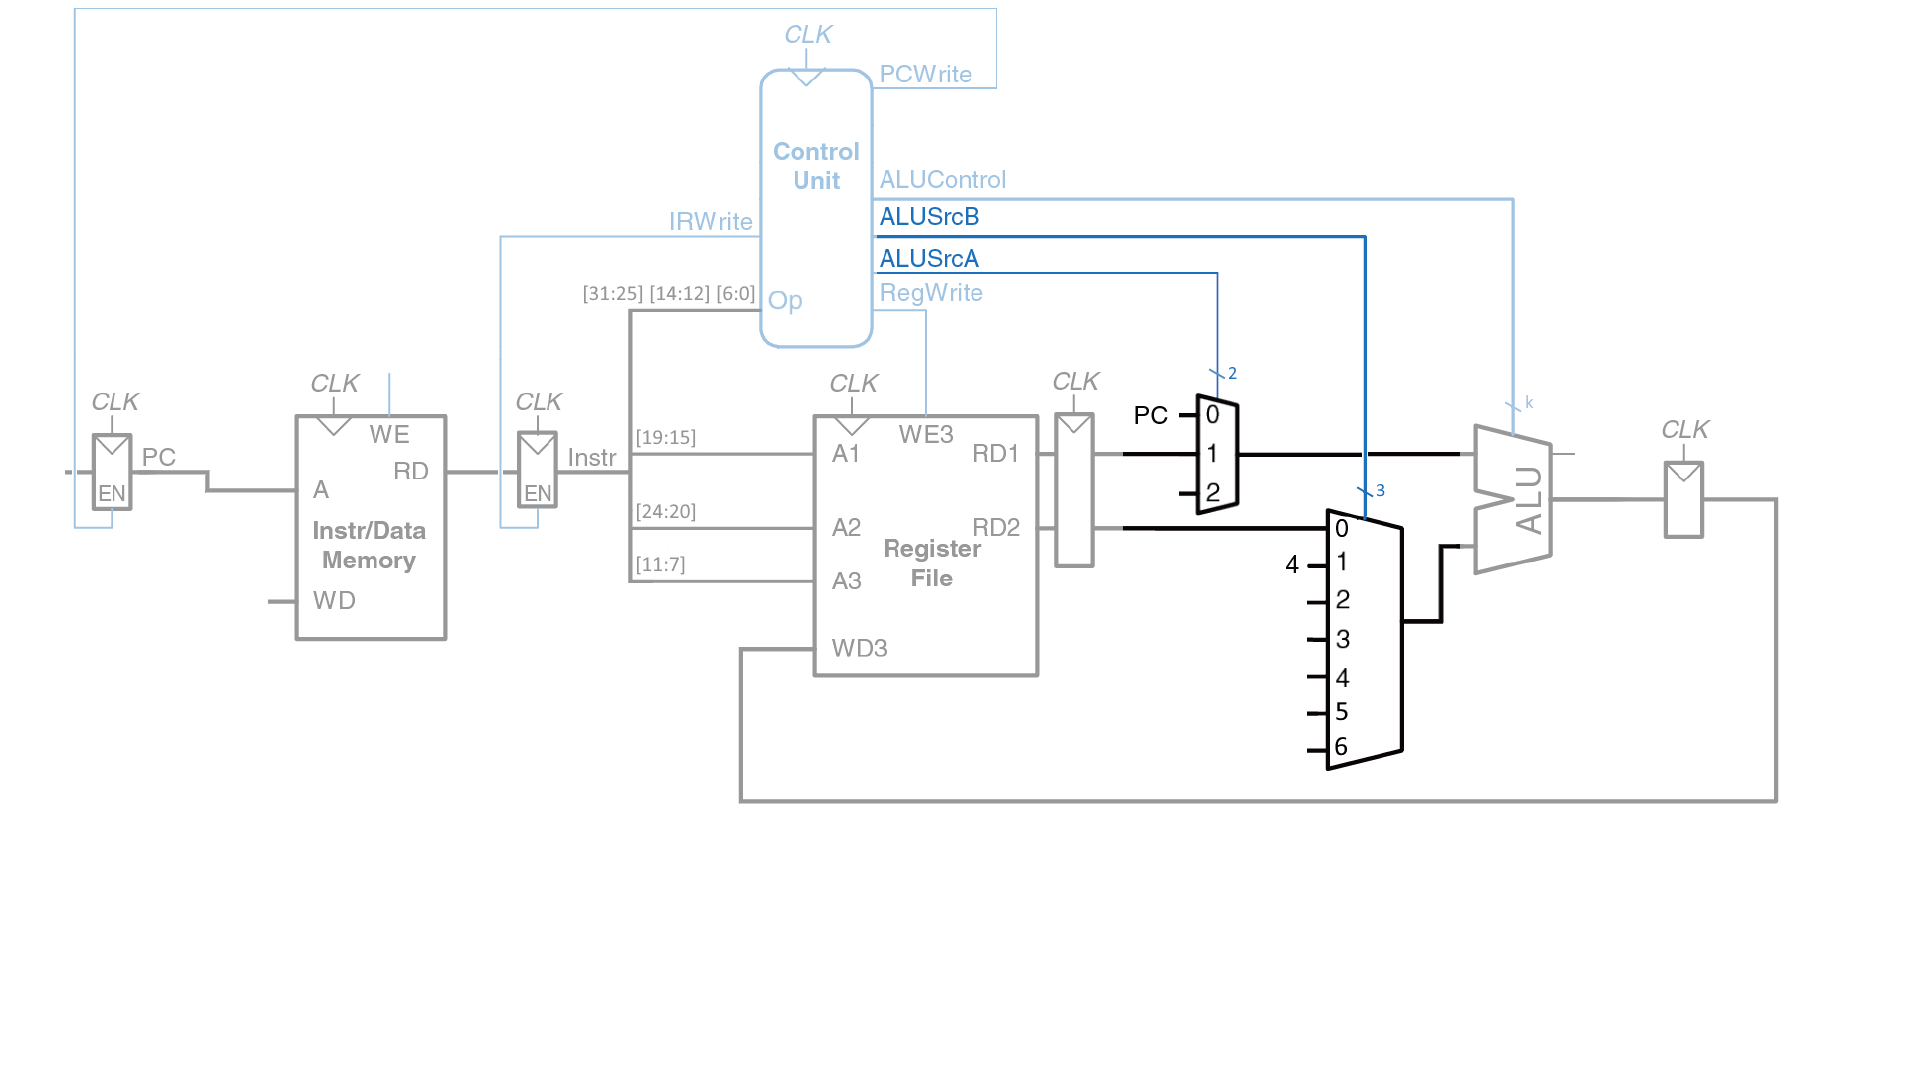 CLK
PCWrite
Control
Unit
ALUControl
IRWrite
ALUSrcB
ALUSrcA
[31:25] [14:12] [6:0]
Op
RegWrite
CLK
CLK
CLK
CLK
CLK
CLK
2
k
3
PC
EN
WE
RD
A
Instr/Data
Memory
WD
EN
Instr
[19:15]
[24:20]
[11:7]
A1
WE3
RD1
A2
RD2
Register
File
A3
WD3
PC
0
1
2
0
4
1
2
3
4
5
6
ALU
CLK